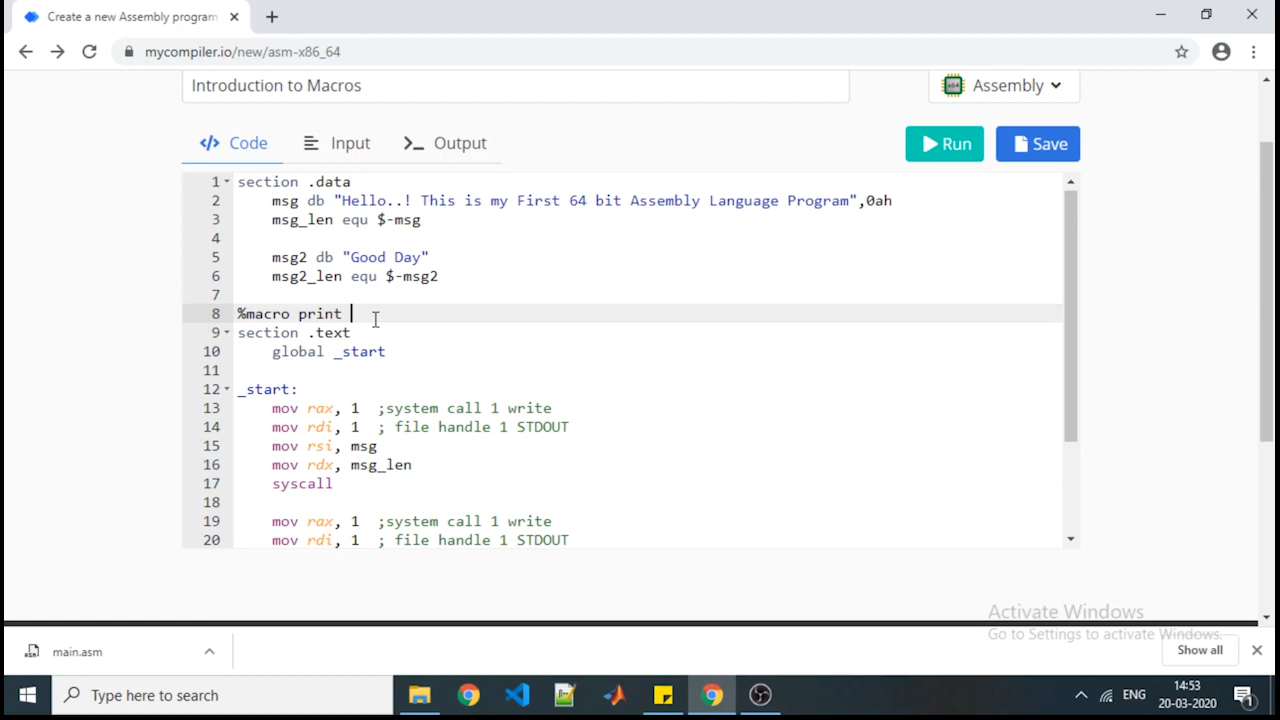 Create a new Assembly program
mycompiler.io/new/asm-x86_64
Introduction to Macros
Assembly
Code
Input
Output
Run
Save
1 section .data
2 msg db "Hello..! This is my First 64 bit Assembly Language Program",0ah
3 msg_len equ $-msg
4
5 msg2 db "Good Day"
6 msg2_len equ $-msg2
7
8 %macro print
9 section .text
10 global _start
11
12 _start:
13 mov rax, 1 ;system call 1 write
14 mov rdi, 1 ; file handle 1 STDOUT
15 mov rsi, msg
16 mov rdx, msg_len
17 syscall
18
19 mov rax, 1 ;system call 1 write
20 mov rdi, 1 ; file handle 1 STDOUT
Activate Windows
Go to Settings to activate Windows.
main.asm
Show all
Type here to search
ENG
14:53
20-03-2020